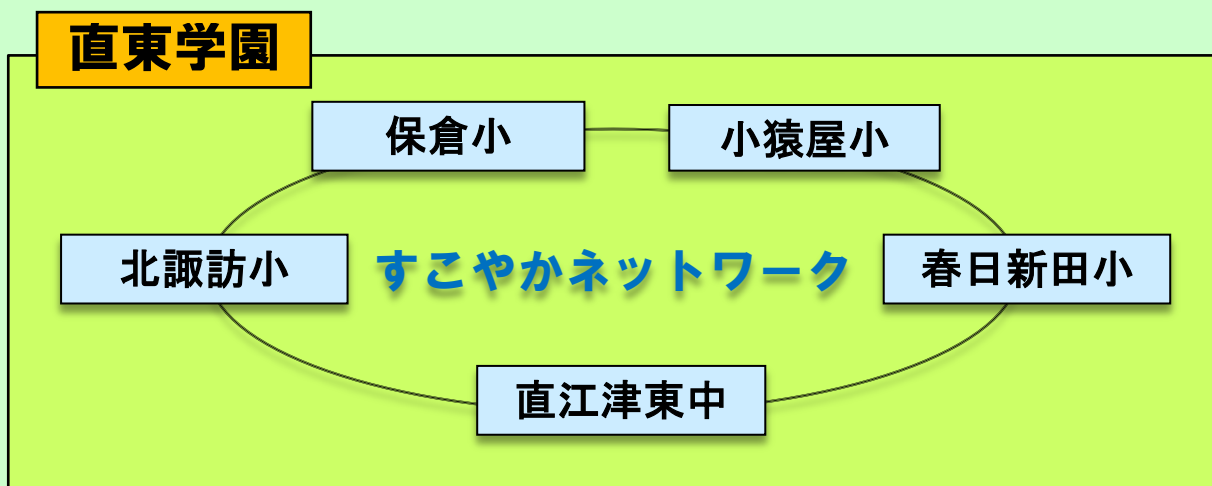 直東学園
保倉小
小猿屋小
北諏訪小
すこやかネットワーク
春日新田小
直江津東中